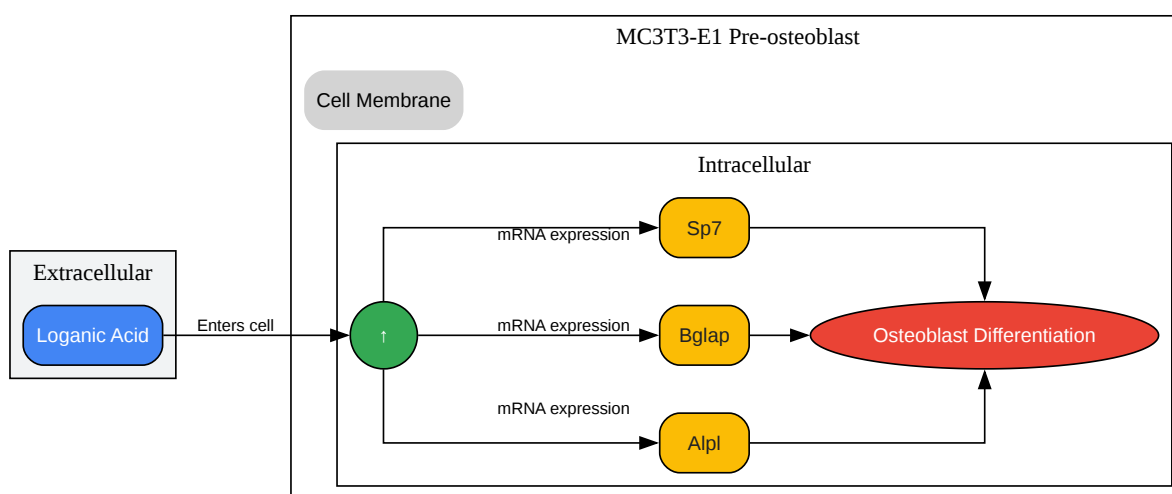 MC3T3-E1 Pre-osteoblast
Cell Membrane
Intracellular
Extracellular
Loganic Acid
Enters cell
↑
mRNA expression
Sp7
mRNA expression
Bglap
mRNA expression
Alpl
Osteoblast Differentiation